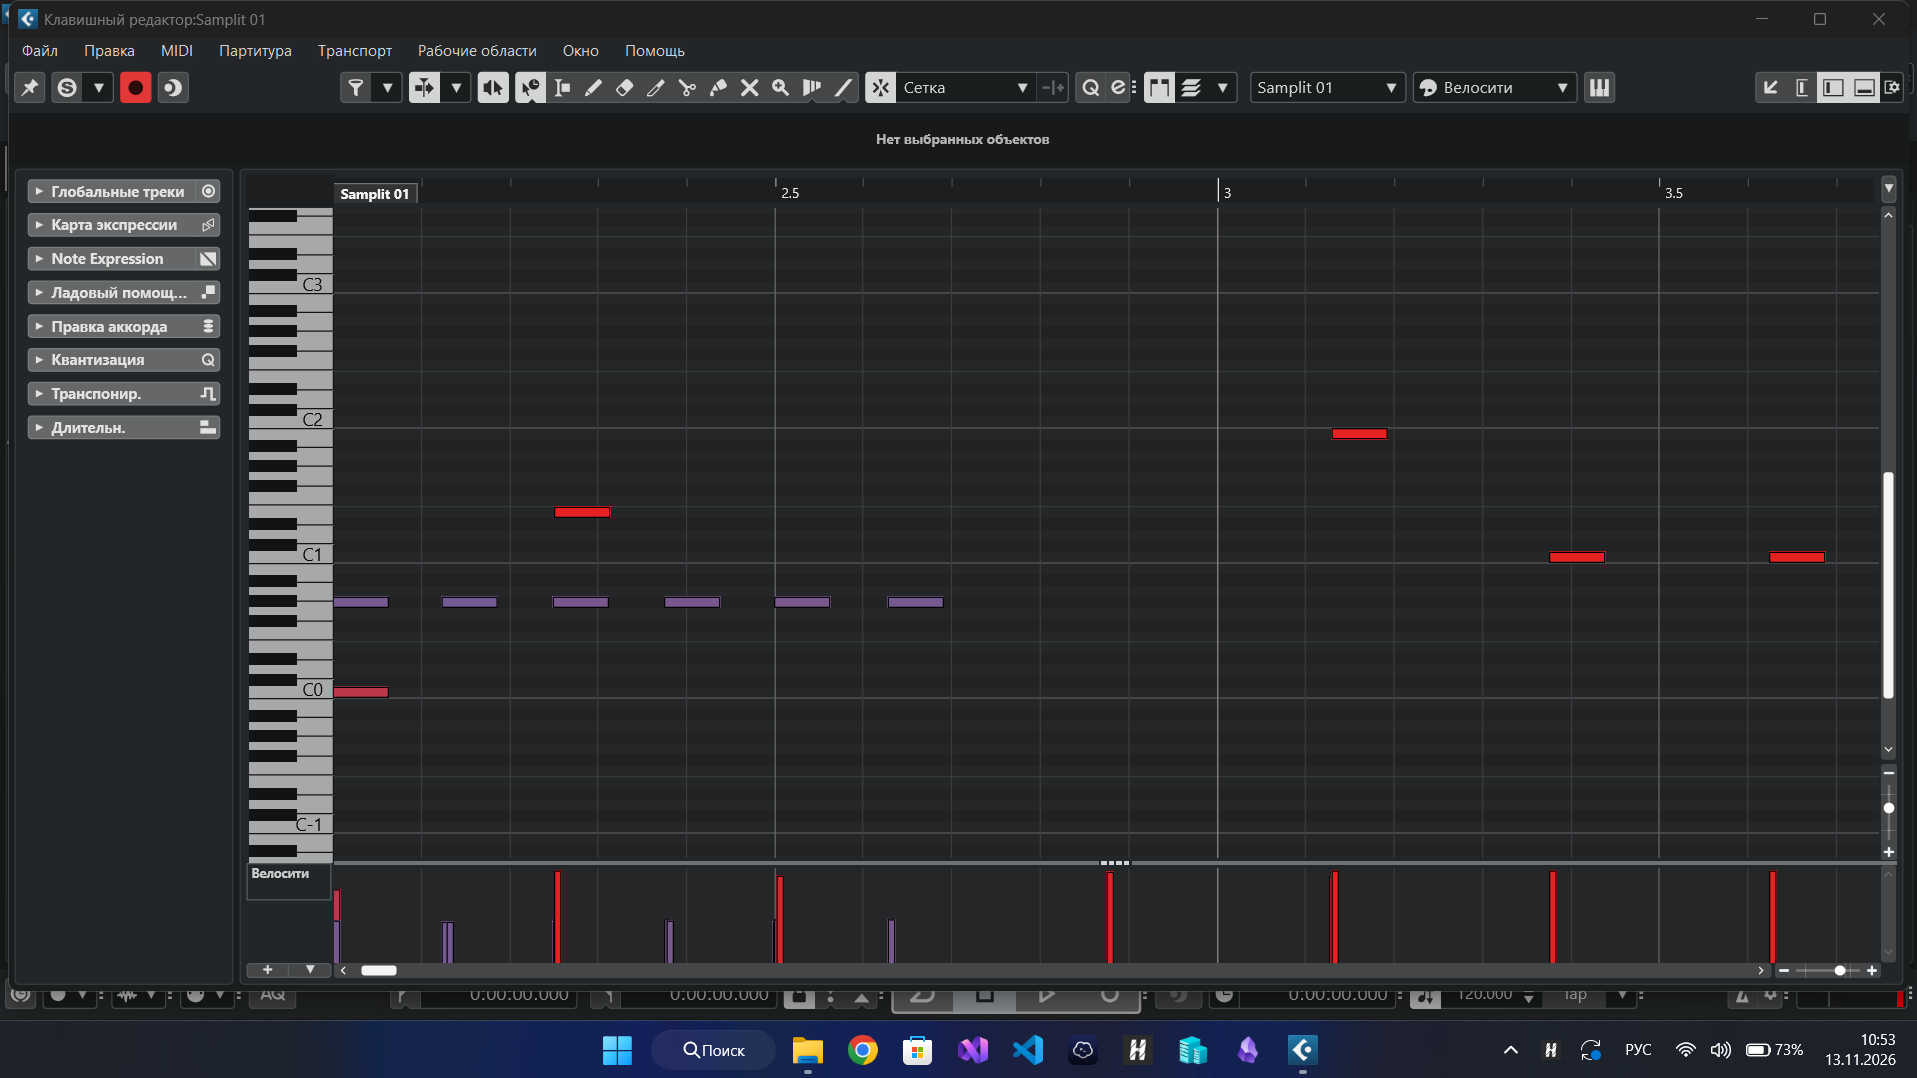 Клавишный редактор:Samplit 01
Файл Правка MIDI Партитура Транспорт Рабочие области Окно Помощь
Сетка Samplit 01 Велосити
Нет выбранных объектов
Глобальные треки
Карта экспрессии
Note Expression
Ладовый помощ...
Правка аккорда
Квантизация
Транспонир.
Длительн.
Samplit 01 2.5 3 3.5
C3
C2
C1
C0
C-1
Велосити
AQ 0:00:00.000 0:00:00.000 0:00:00.000 120.000 Tap
Поиск
РУС 73% 10:53
13.11.2026